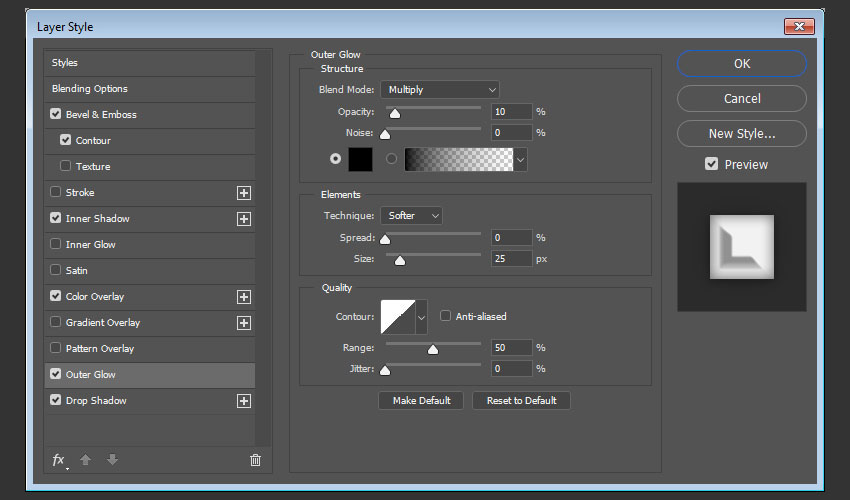 Layer Style
Styles
Blending Options
Bevel & Emboss
Contour
Texture
Stroke
Inner Shadow
Inner Glow
Satin
Color Overlay
Gradient Overlay
Pattern Overlay
Outer Glow
Drop Shadow
fx
Outer Glow
Structure
Blend Mode: Multiply
Opacity: 10 %
Noise: 0 %
Elements
Technique: Softer
Spread: 0 %
Size: 25 px
Quality
Contour: Anti-aliased
Range: 50 %
Jitter: 0 %
Make Default Reset to Default
OK
Cancel
New Style...
Preview